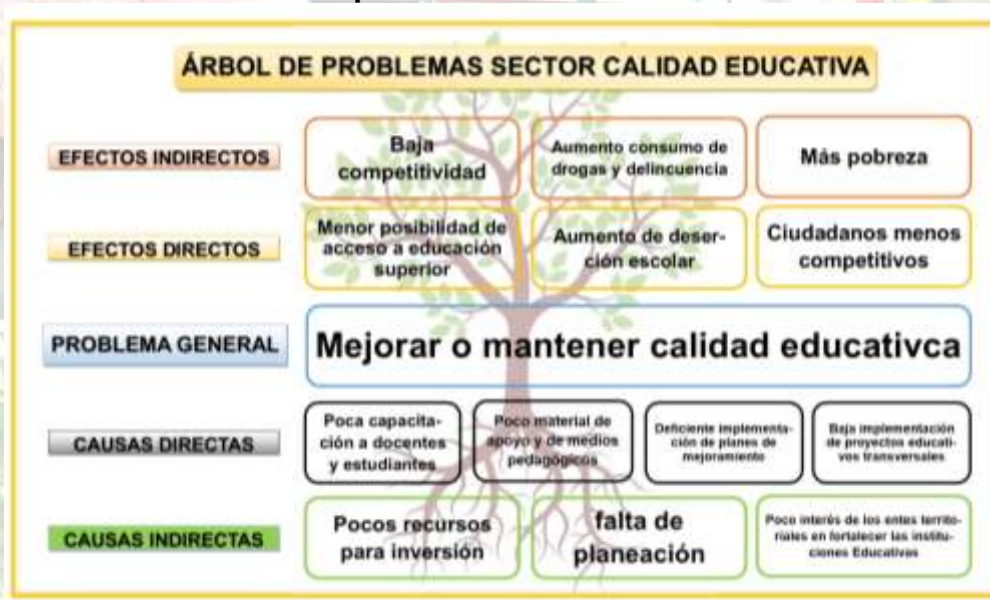 ÁRBOL DE PROBLEMAS SECTOR CALIDAD EDUCATIVA
EFECTOS INDIRECTOS
Baja
competitividad
Aumento consumo de
drogas y delincuencia
Más pobreza
EFECTOS DIRECTOS
Menor posibilidad de
acceso a educación
superior
Aumento de deser-
ción escolar
Ciudadanos menos
competitivos
PROBLEMA GENERAL
Mejorar o mantener calidad educativca
CAUSAS DIRECTAS
Poca capacita-
ción a docentes
y estudiantes
Poco material de
apoyo y de medios
pedagógicos
Deficiente implementa-
ción de planes de
mejoramiento
Baja implementación
de proyectos educati-
vos transversales
CAUSAS INDIRECTAS
Pocos recursos
para inversión
falta de
planeación
Poco interés de los entes territo-
riales en fortalecer las institu-
ciones Educativas